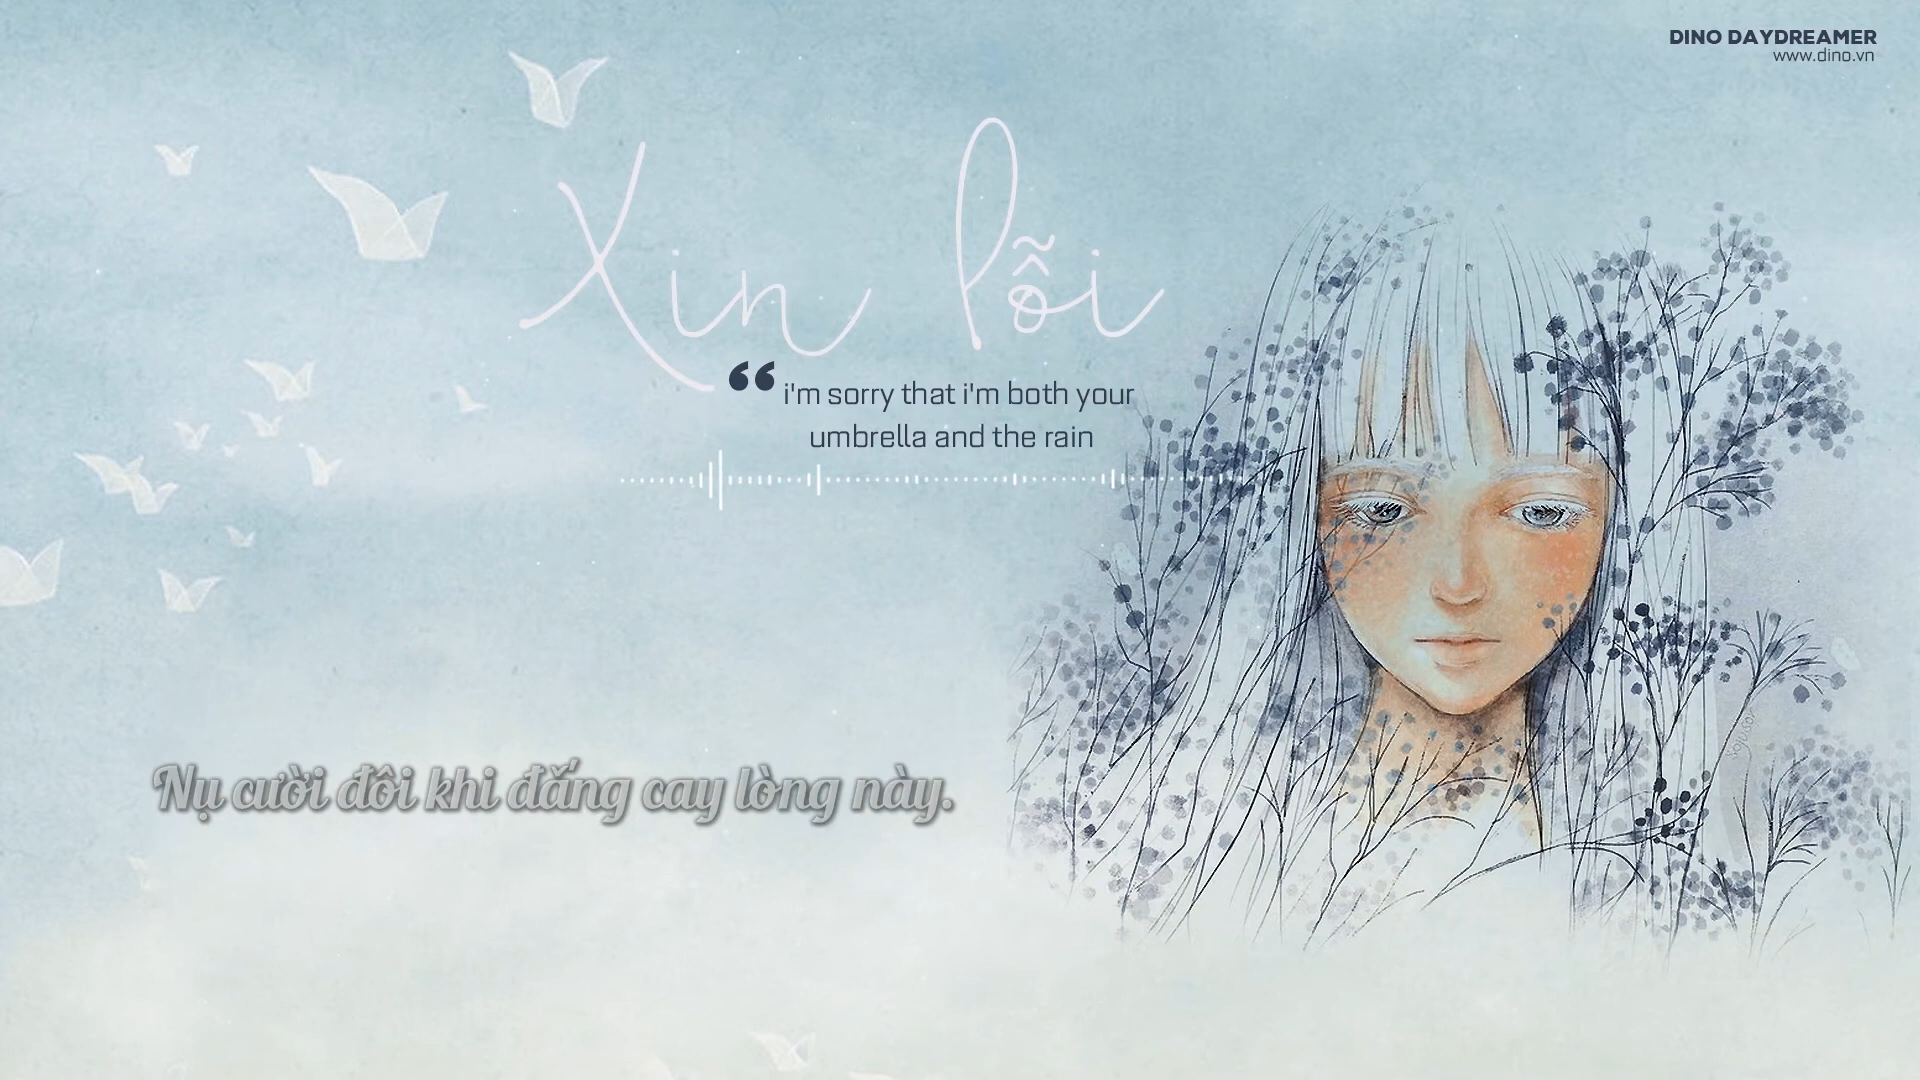 DINO DAYDREAMER
www.dino.vn
Xin lỗi
“ i'm sorry that i'm both your
umbrella and the rain
Nụ cười đôi khi đắng cay lòng này.